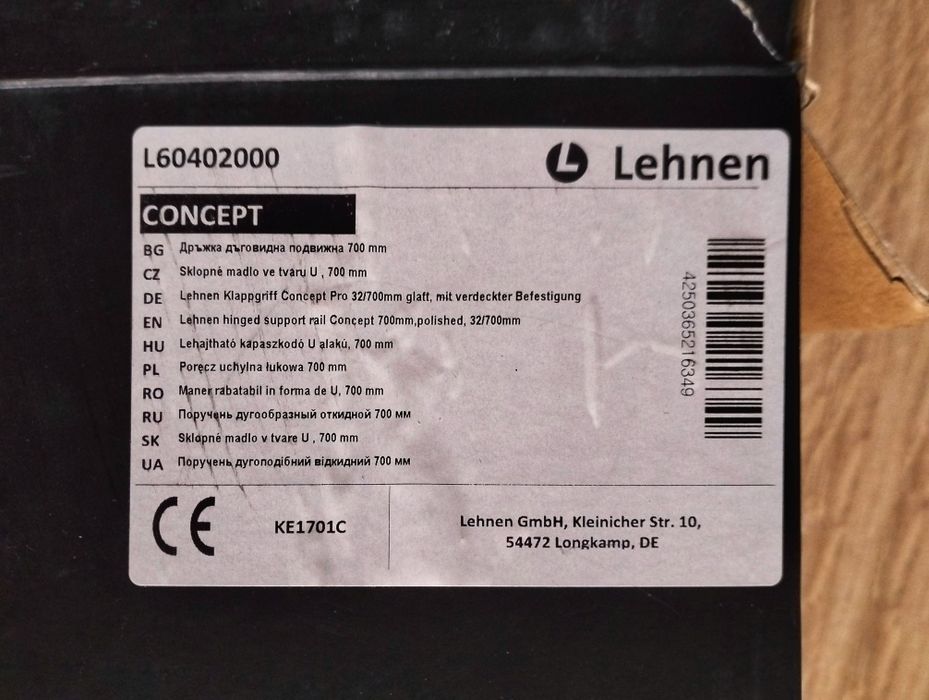 L60402000
Lehnen
CONCEPT
BG Дръжка дъговидна подвижна 700 mm
CZ Sklopné madlo ve tvaru U , 700 mm
DE Lehnen Klappgriff Concept Pro 32/700mm glatt, mit verdeckter Befestigung
EN Lehnen hinged support rail Concept 700mm,polished, 32/700mm
HU Lehajtható kapaszkodó U alakú, 700 mm
PL Poręcz uchylna łukowa 700 mm
RO Maner rabatabil in forma de U, 700 mm
RU Поручень дугообразный откидной 700 мм
SK Sklopné madlo v tvare U , 700 mm
UA Поручень дугоподібний відкидний 700 мм
4250365216349
CE
KE1701C
Lehnen GmbH, Kleinicher Str. 10,
54472 Longkamp, DE